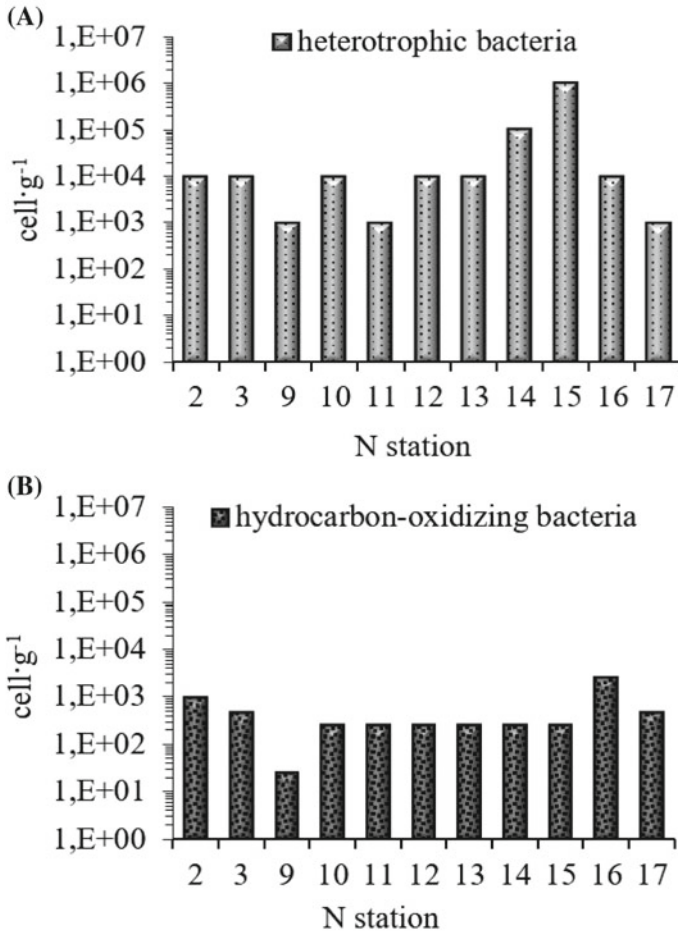 (A)
heterotrophic bacteria
1,E+07
1,E+06
1,E+05
1,E+04
1,E+03
1,E+02
1,E+01
1,E+00
cell·g⁻¹
2 3 9 10 11 12 13 14 15 16 17
N station
(B)
hydrocarbon-oxidizing bacteria
1,E+07
1,E+06
1,E+05
1,E+04
1,E+03
1,E+02
1,E+01
1,E+00
cell·g⁻¹
2 3 9 10 11 12 13 14 15 16 17
N station